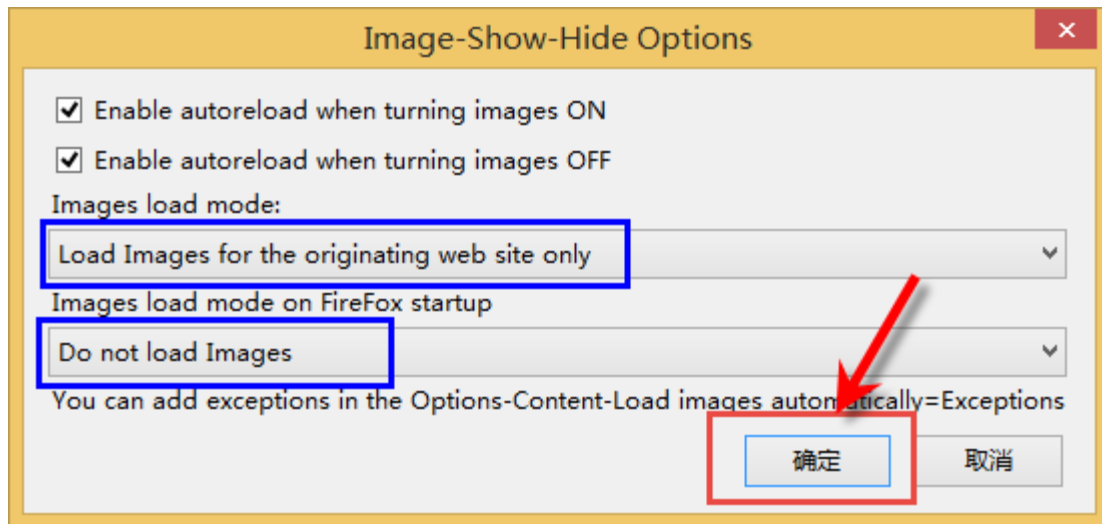 Image-Show-Hide Options
Enable autoreload when turning images ON
Enable autoreload when turning images OFF
Images load mode:
Load Images for the originating web site only
Images load mode on FireFox startup
Do not load Images
You can add exceptions in the Options-Content-Load images automatically=Exceptions
确定 取消